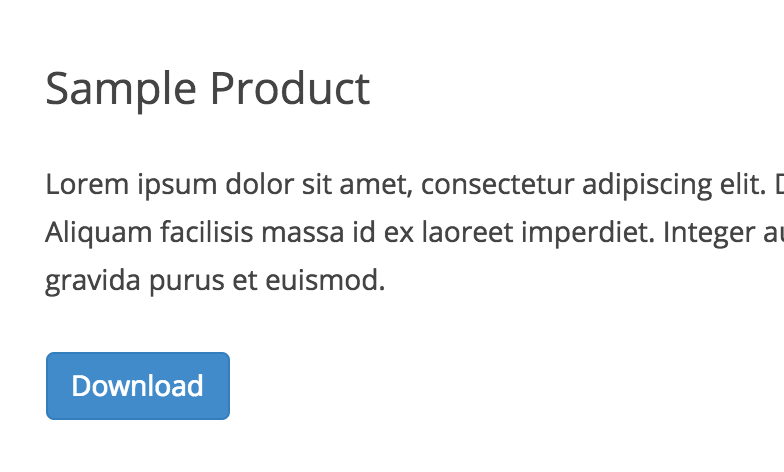 Sample Product
Lorem ipsum dolor sit amet, consectetur adipiscing elit.
Aliquam facilisis massa id ex laoreet imperdiet. Integer
gravida purus et euismod.
Download